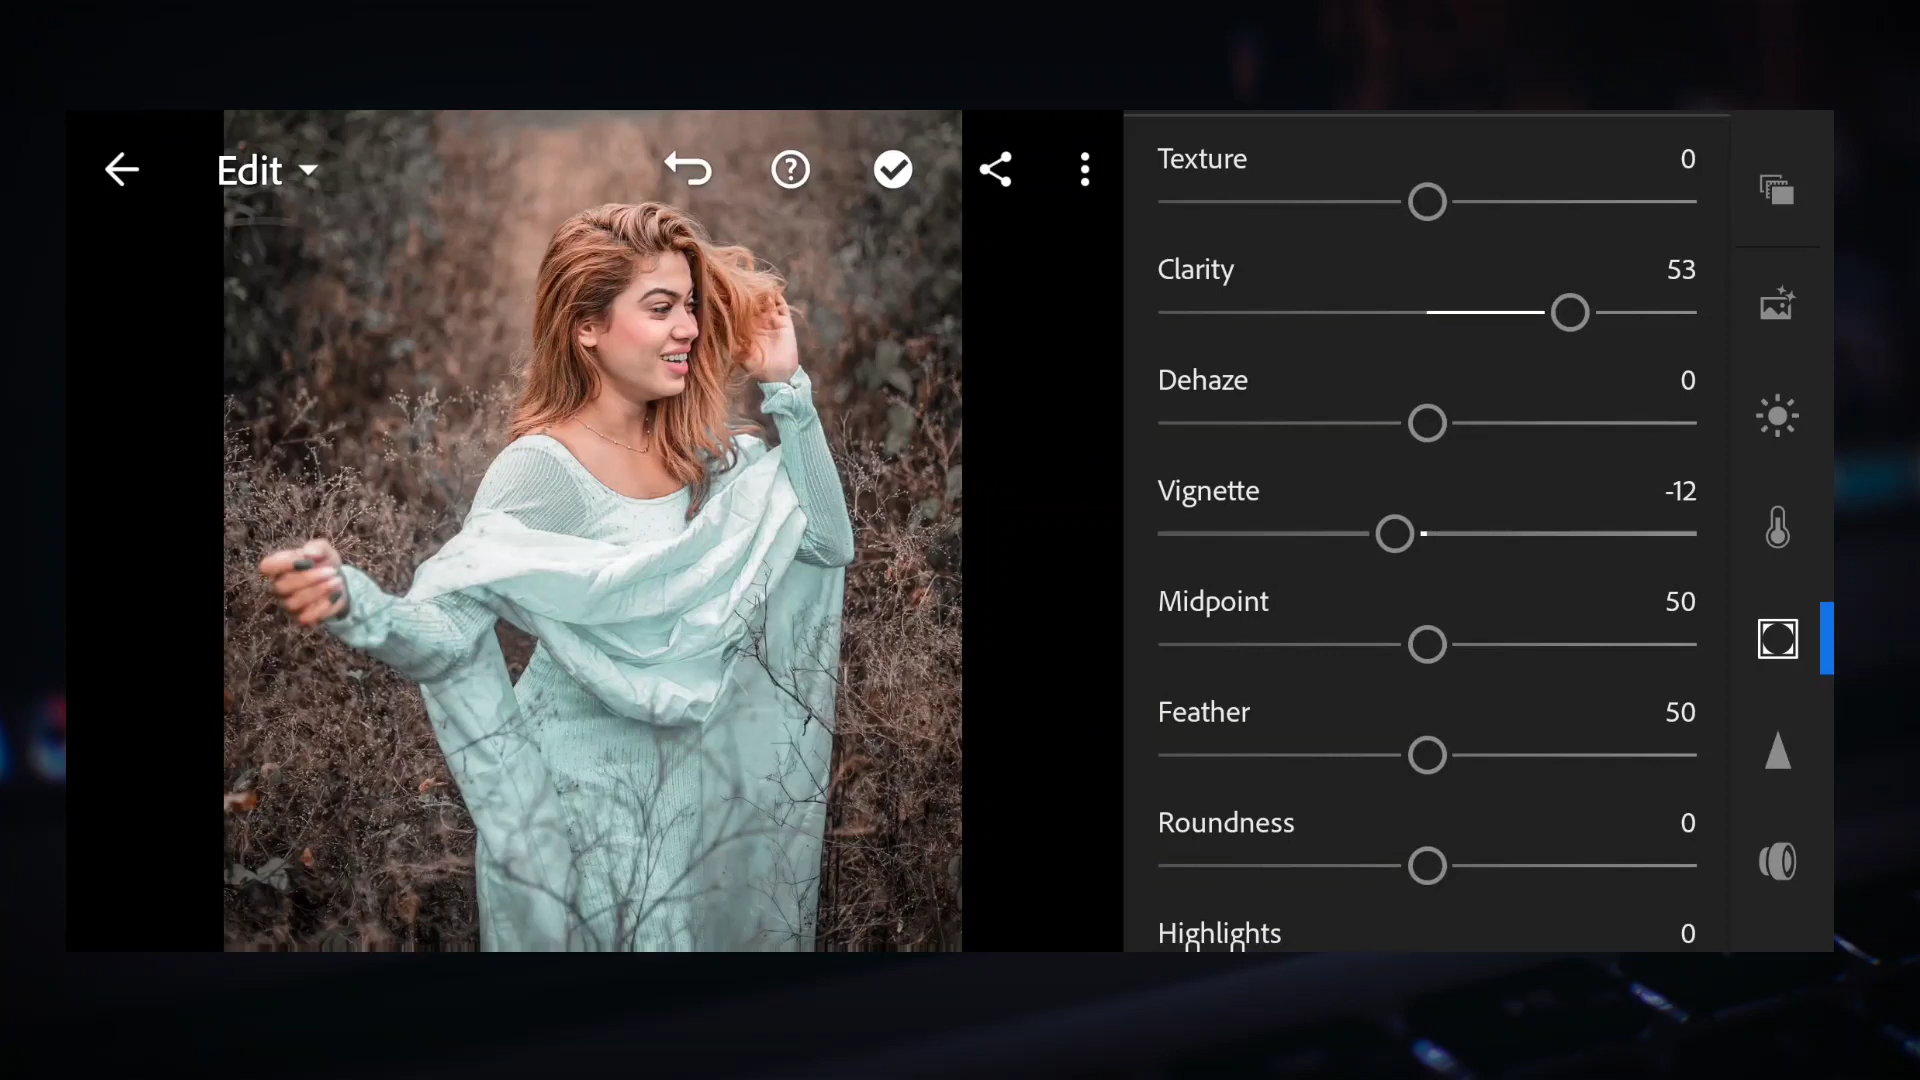 Edit
Texture 0
Clarity 53
Dehaze 0
Vignette -12
Midpoint 50
Feather 50
Roundness 0
Highlights 0